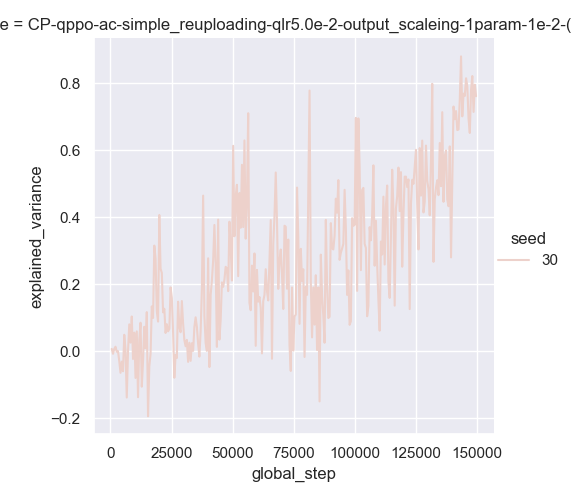 e = CP-qppo-ac-simple_reuploading-qlr5.0e-2-output_scaleing-1param-1e-2-(
0.8
0.6
0.4
0.2
0.0
−0.2
explained_variance
0 25000 50000 75000 100000 125000 150000
global_step
seed
30